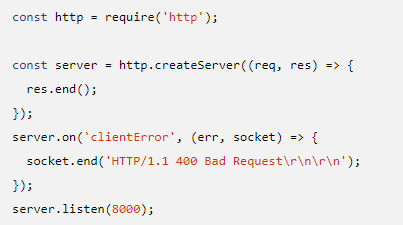 const http = require('http');

const server = http.createServer((req, res) => {
  res.end();
});
server.on('clientError', (err, socket) => {
  socket.end('HTTP/1.1 400 Bad Request\r\n\r\n');
});
server.listen(8000);